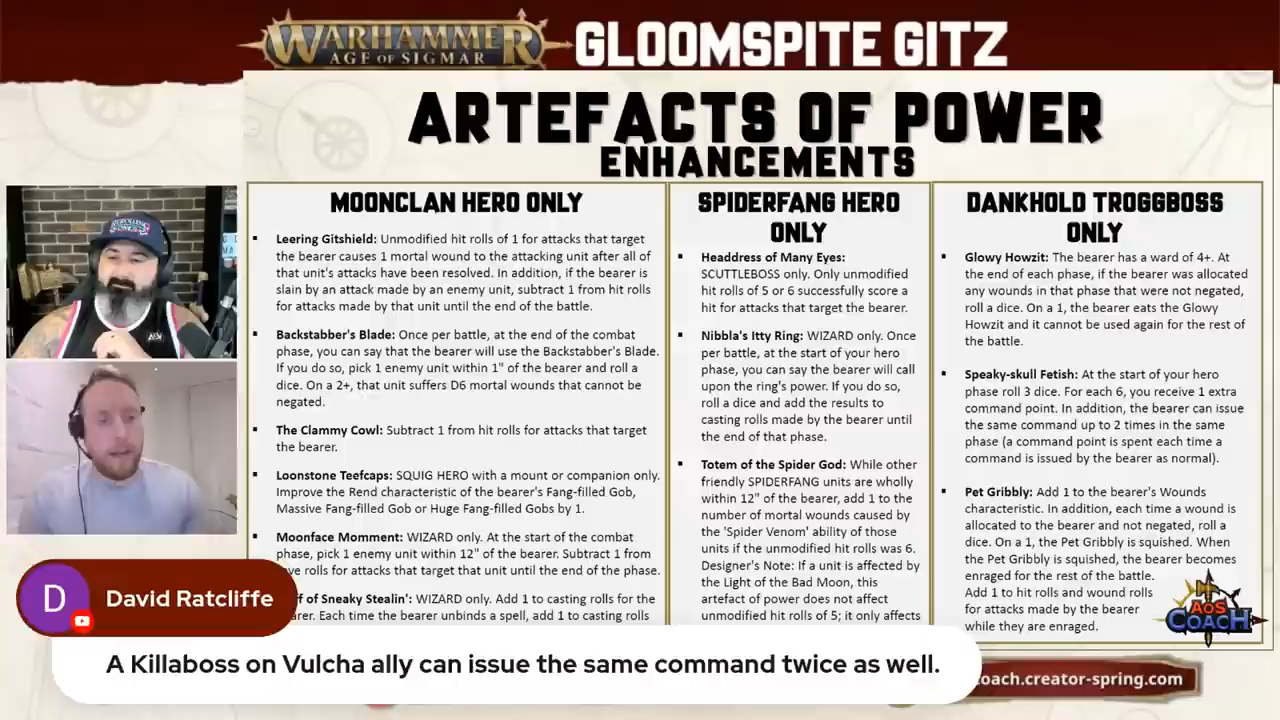 WARHAMMER
AGE OF SIGMAR
GLOOMSPITE GITZ
ARTEFACTS OF POWER
ENHANCEMENTS
MOONCLAN HERO ONLY
▪ Leering Gitshield: Unmodified hit rolls of 1 for attacks that target
the bearer causes 1 mortal wound to the attacking unit after all of
that unit's attacks have been resolved. In addition, if the bearer is
slain by an attack made by an enemy unit, subtract 1 from hit rolls
for attacks made by that unit until the end of the battle.
▪ Backstabber's Blade: Once per battle, at the end of the combat
phase, you can say that the bearer will use the Backstabber's Blade.
If you do so, pick 1 enemy unit within 1" of the bearer and roll a
dice. On a 2+, that unit suffers D6 mortal wounds that cannot be
negated.
▪ The Clammy Cowl: Subtract 1 from hit rolls for attacks that target
the bearer.
▪ Loonstone Teefcaps: SQUIG HERO with a mount or companion only.
Improve the Rend characteristic of the bearer's Fang-filled Gob,
Massive Fang-filled Gob or Huge Fang-filled Gobs by 1.
▪ Moonface Momment: WIZARD only. At the start of the combat
phase, pick 1 enemy unit within 12" of the bearer. Subtract 1 from
rolls for attacks that target that unit until the end of the phase.
of Sneaky Stealin': WIZARD only. Add 1 to casting rolls for the
Each time the bearer unbinds a spell, add 1 to casting rolls
SPIDERFANG HERO
ONLY
▪ Headdress of Many Eyes:
SCUTTLEBOSS only. Only unmodified
hit rolls of 5 or 6 successfully score a
hit for attacks that target the bearer.
▪ Nibbla's Itty Ring: WIZARD only. Once
per battle, at the start of your hero
phase, you can say the bearer will call
upon the ring's power. If you do so,
roll a dice and add the results to
casting rolls made by the bearer until
the end of that phase.
▪ Totem of the Spider God: While other
friendly SPIDERFANG units are wholly
within 12" of the bearer, add 1 to the
number of mortal wounds caused by
the 'Spider Venom' ability of those
units if the unmodified hit rolls was 6.
Designer's Note: If a unit is affected by
the Light of the Bad Moon, this
artefact of power does not affect
unmodified hit rolls of 5; it only affects
DANKHOLD TROGGBOSS
ONLY
▪ Glowy Howzit: The bearer has a ward of 4+. At
the end of each phase, if the bearer was allocated
any wounds in that phase that were not negated,
roll a dice. On a 1, the bearer eats the Glowy
Howzit and it cannot be used again for the rest of
the battle.
▪ Speaky-skull Fetish: At the start of your hero
phase roll 3 dice. For each 6, you receive 1 extra
command point. In addition, the bearer can issue
the same command up to 2 times in the same
phase (a command point is spent each time a
command is issued by the bearer as normal).
▪ Pet Gribbly: Add 1 to the bearer's Wounds
characteristic. In addition, each time a wound is
allocated to the bearer and not negated, roll a
dice. On a 1, the Pet Gribbly is squished. When
the Pet Gribbly is squished, the bearer becomes
enraged for the rest of the battle.
Add 1 to hit rolls and wound rolls
for attacks made by the bearer
while they are enraged.
AoS
COACH
D
David Ratcliffe
A Killaboss on Vulcha ally can issue the same command twice as well.
oach.creator-spring.com